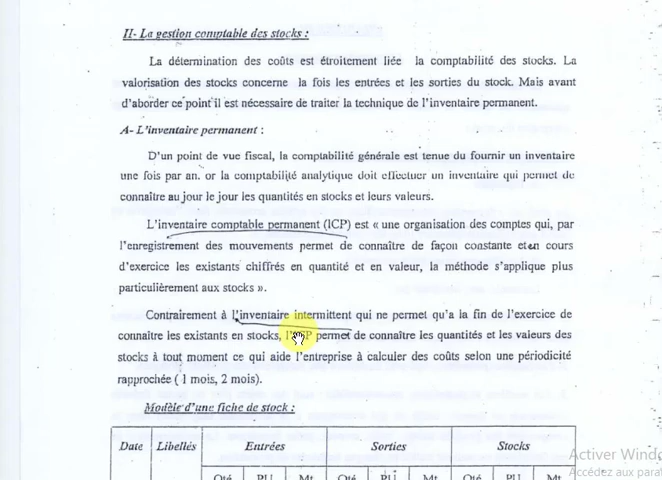 II- La gestion comptable des stocks :
La détermination des coûts est étroitement liée la comptabilité des stocks. La
valorisation des stocks concerne la fois les entrées et les sorties du stock. Mais avant
d'aborder ce point il est nécessaire de traiter la technique de l'inventaire permanent.
A- L'inventaire permanent :
D'un point de vue fiscal, la comptabilité générale est tenue du fournir un inventaire
une fois par an. or la comptabilité analytique doit effectuer un inventaire qui permet de
connaître au jour le jour les quantités en stocks et leurs valeurs.
L'inventaire comptable permanent (ICP) est « une organisation des comptes qui, par
l'enregistrement des mouvements permet de connaître de façon constante et en cours
d'exercice les existants chiffrés en quantité et en valeur, la méthode s'applique plus
particulièrement aux stocks ».
Contrairement à l'inventaire intermittent qui ne permet qu'a la fin de l'exercice de
connaître les existants en stocks, permet de connaître les quantités et les valeurs des
stocks à tout moment ce qui aide l'entreprise à calculer des coûts selon une périodicité
rapprochée ( 1 mois, 2 mois).
Modèle d'une fiche de stock :
Date Libellés Entrées Sorties Stocks
Qté PU Mt Qté PU Mt Qté PU Mt
Activer Windo
Accédez aux para